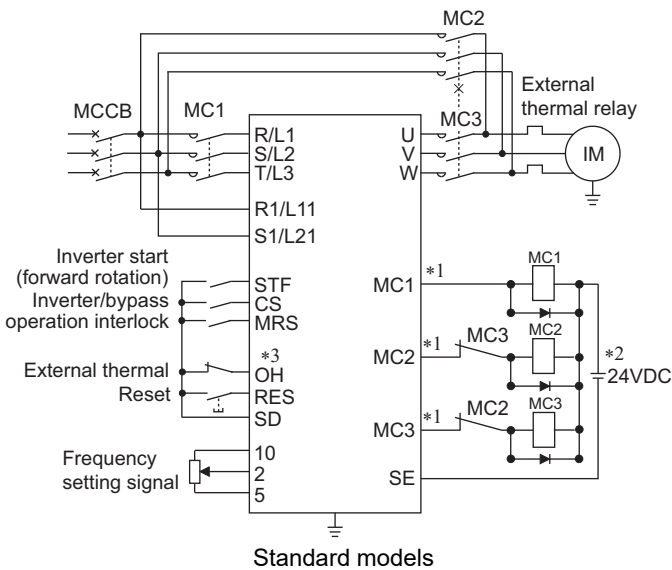 MC2
External
thermal relay
MCCB
MC1
MC3
R/L1
S/L2
T/L3
U
V
W
IM
R1/L11
S1/L21
Inverter start
(forward rotation)
Inverter/bypass
operation interlock
STF
CS
MRS
*3
External thermal
OH
Reset
RES
SD
Frequency
setting signal
10
2
5
MC1
*1
MC1
MC2
*1
MC3
MC2
*2
24VDC
MC3
*1
MC2
MC3
SE
Standard models